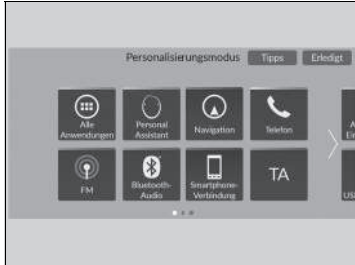 Personalisierungsmodus Tipps Erledigt
Alle
Anwendungen
Personal
Assistant
Navigation
Telefon
FM
Bluetooth-
Audio
Smartphone-
Verbindung
TA